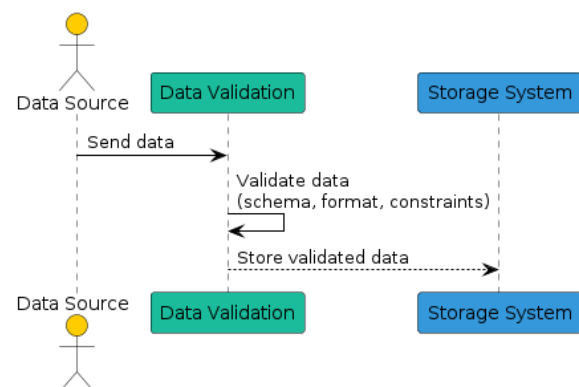 Data Source
Data Validation
Storage System
Send data
Validate data
(schema, format, constraints)
Store validated data
Data Source
Data Validation
Storage System